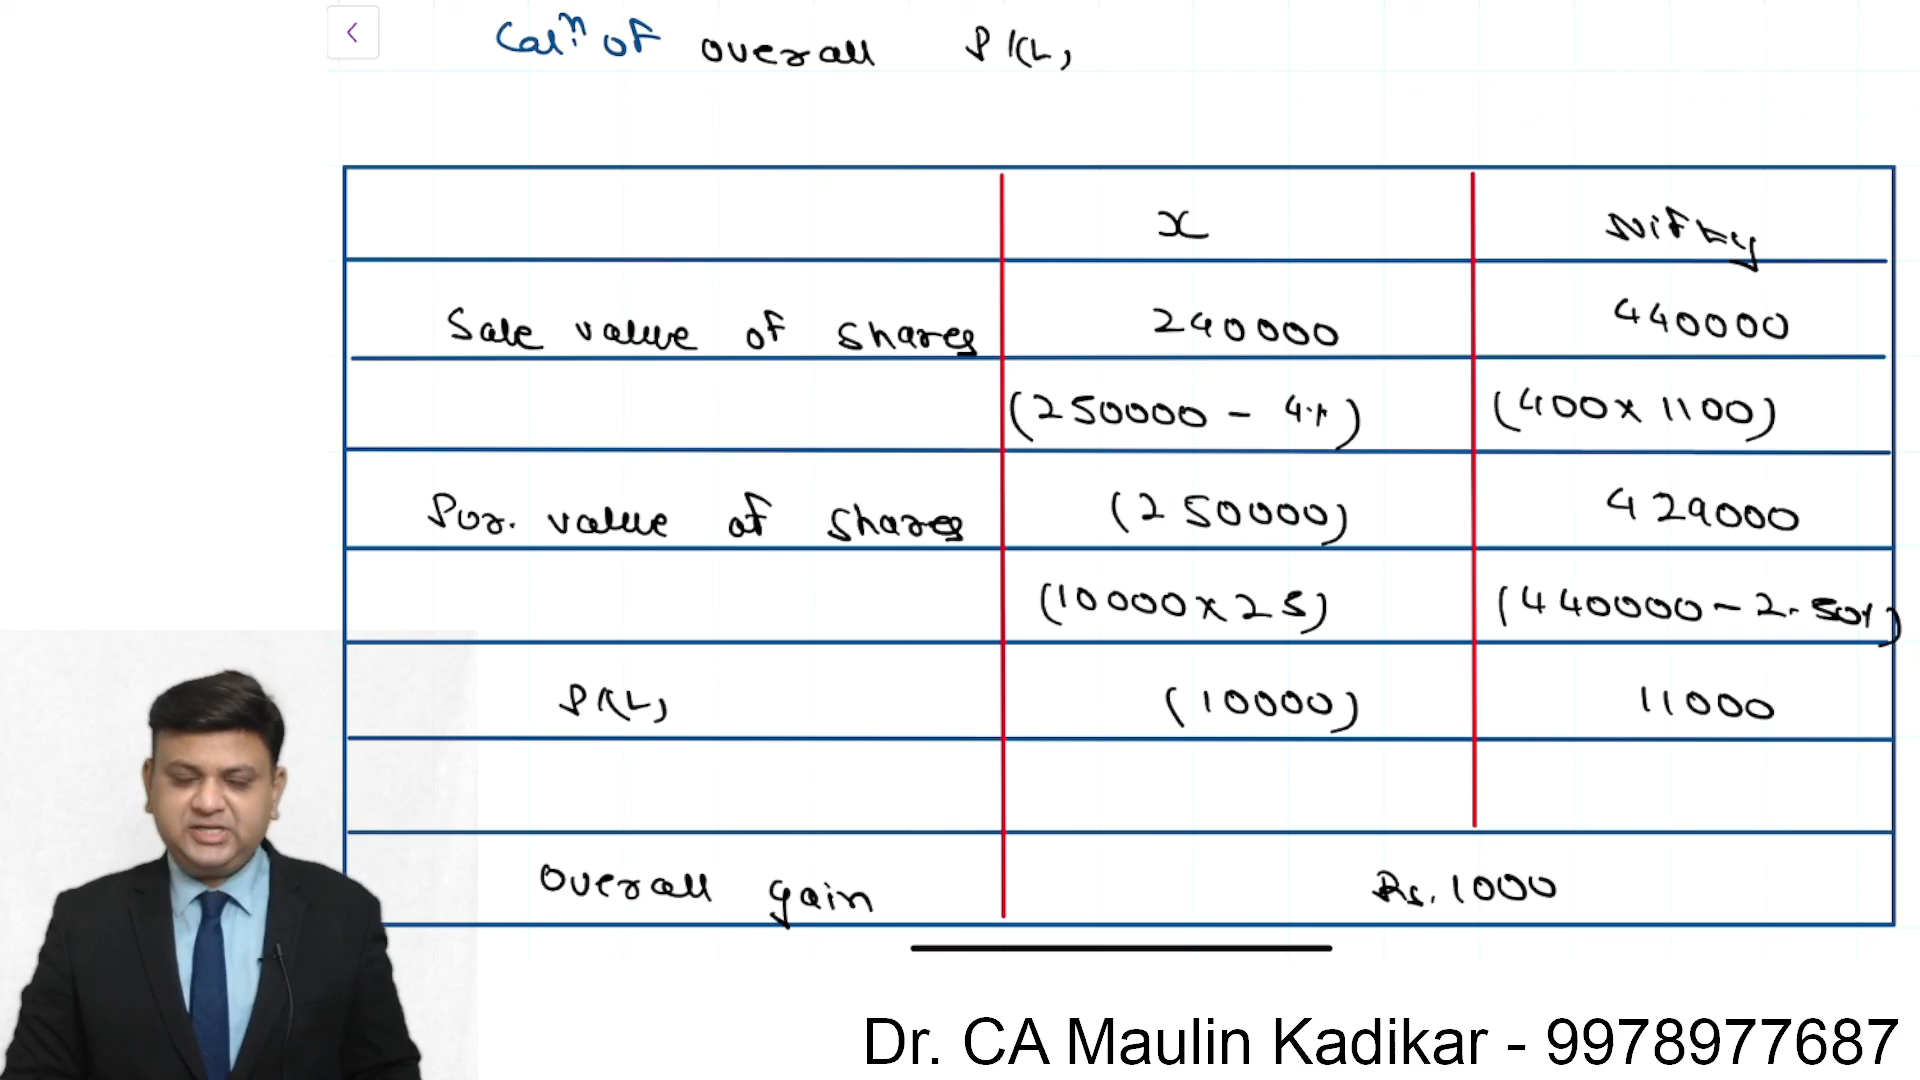 Calⁿ. of overall P/(L)
x Nifty
Sale value of shares 240000 440000
(250000 - 4%) (400 x 1100)
Pur. value of shares (250000) 429000
(10000 x 25) (440000 - 2.50%)
P/(L) (10000) 11000
Overall gain Rs. 1000
Dr. CA Maulin Kadikar - 9978977687